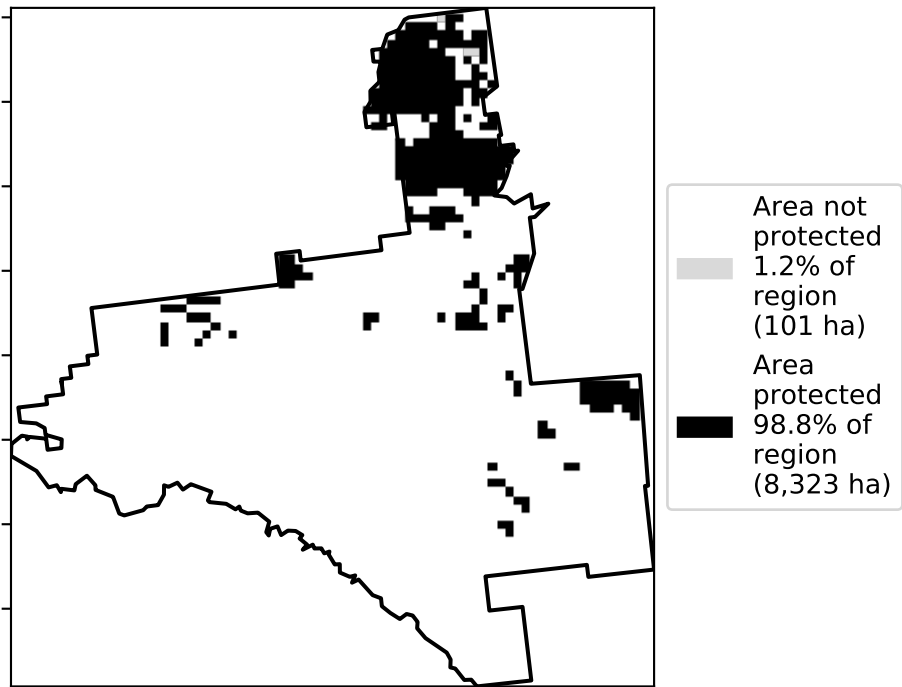 Area not
protected
1.2% of
region
(101 ha)
Area
protected
98.8% of
region
(8,323 ha)